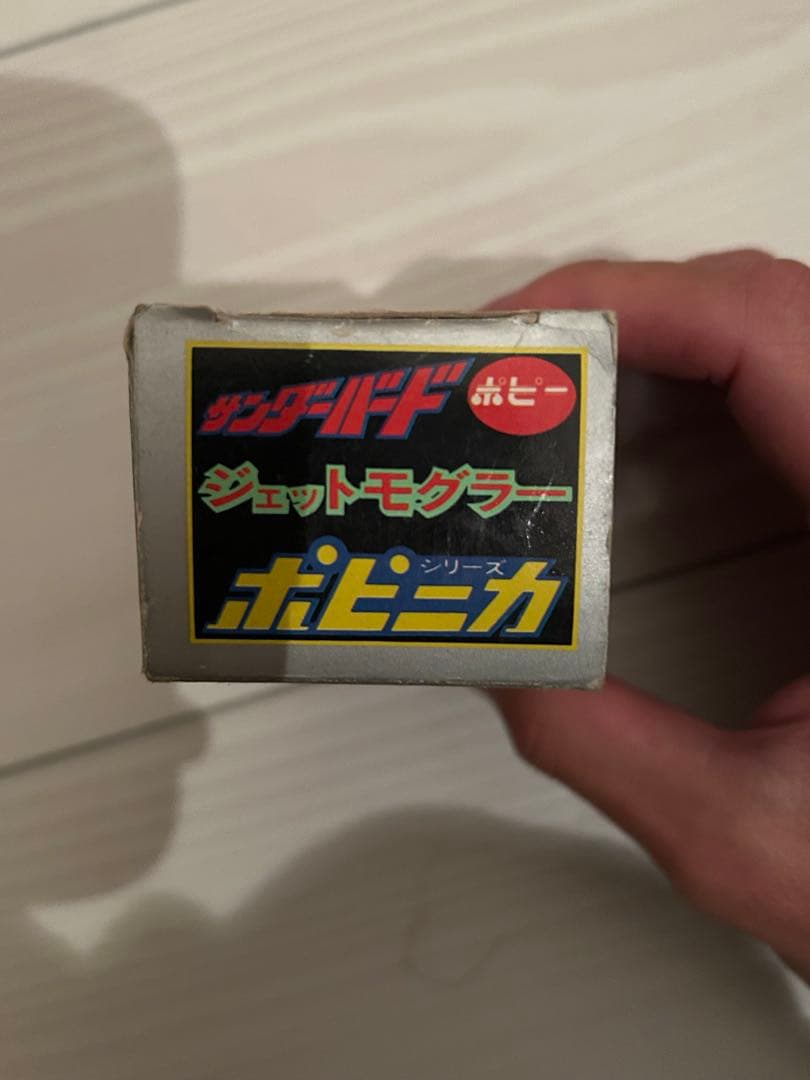 サンダーバード
ポピー
ジェットモグラー
シリーズ
ポピニカ